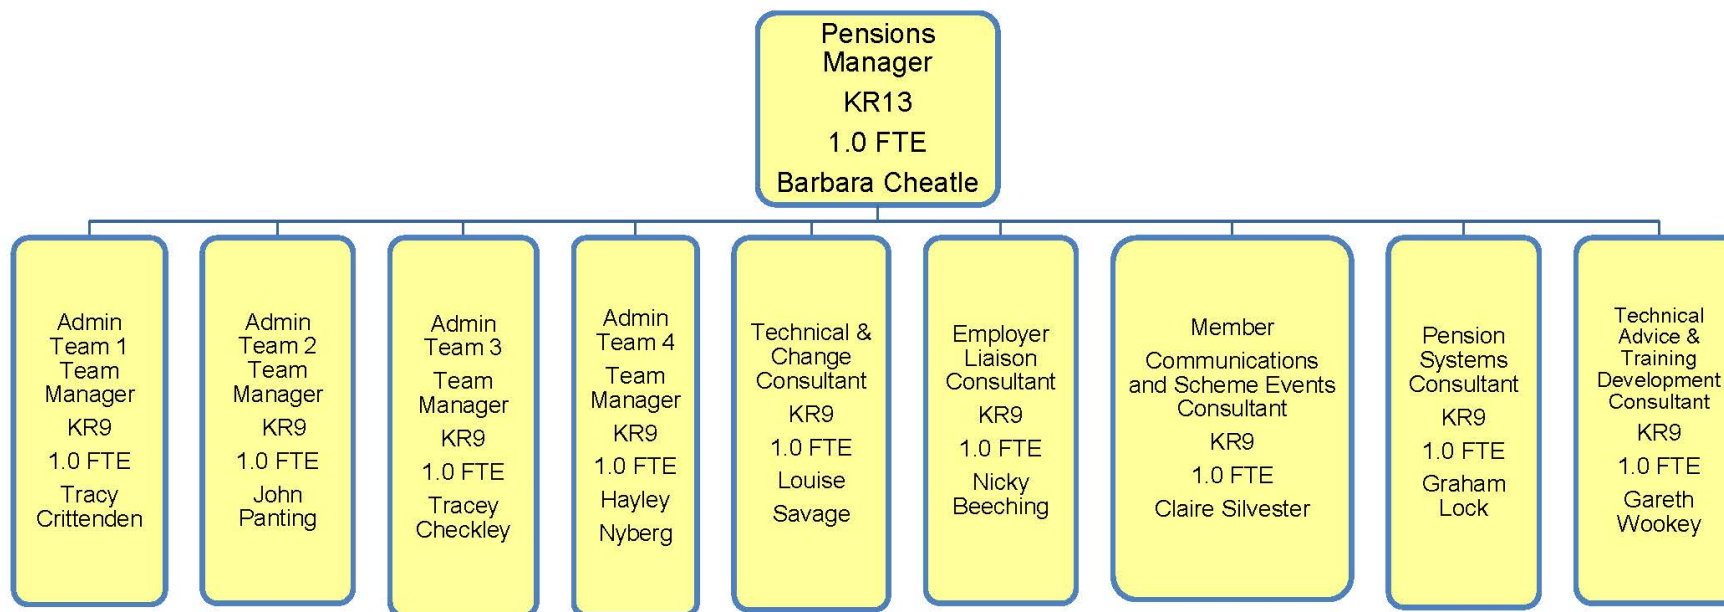 Pensions
Manager
KR13
1.0 FTE
Barbara Cheatle
Admin
Team 1
Team
Manager
KR9
1.0 FTE
Tracy
Crittenden
Admin
Team 2
Team
Manager
KR9
1.0 FTE
John
Panting
Admin
Team 3
Team
Manager
KR9
1.0 FTE
Tracey
Checkley
Admin
Team 4
Team
Manager
KR9
1.0 FTE
Hayley
Nyberg
Technical &
Change
Consultant
KR9
1.0 FTE
Louise
Savage
Employer
Liaison
Consultant
KR9
1.0 FTE
Nicky
Beeching
Member
Communications
and Scheme Events
Consultant
KR9
1.0 FTE
Claire Silvester
Pension
Systems
Consultant
KR9
1.0 FTE
Graham
Lock
Technical
Advice &
Training
Development
Consultant
KR9
1.0 FTE
Gareth
Wookey